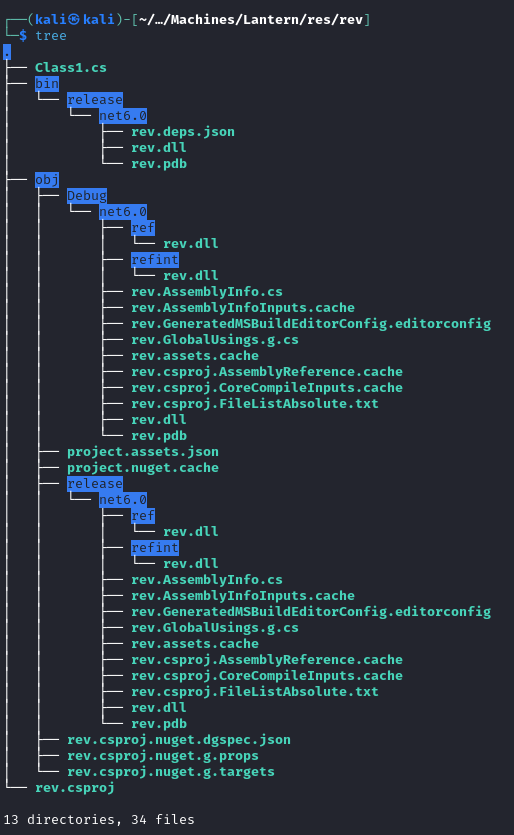 ┌──(kali㉿kali)-[~/…/Machines/Lantern/res/rev]
└─$ tree
.
├── Class1.cs
├── bin
│   └── release
│       └── net6.0
│           ├── rev.deps.json
│           ├── rev.dll
│           └── rev.pdb
├── obj
│   ├── Debug
│   │   └── net6.0
│   │       ├── ref
│   │       │   └── rev.dll
│   │       ├── refint
│   │       │   └── rev.dll
│   │       ├── rev.AssemblyInfo.cs
│   │       ├── rev.AssemblyInfoInputs.cache
│   │       ├── rev.GeneratedMSBuildEditorConfig.editorconfig
│   │       ├── rev.GlobalUsings.g.cs
│   │       ├── rev.assets.cache
│   │       ├── rev.csproj.AssemblyReference.cache
│   │       ├── rev.csproj.CoreCompileInputs.cache
│   │       ├── rev.csproj.FileListAbsolute.txt
│   │       ├── rev.dll
│   │       └── rev.pdb
│   ├── project.assets.json
│   ├── project.nuget.cache
│   ├── release
│   │   └── net6.0
│   │       ├── ref
│   │       │   └── rev.dll
│   │       ├── refint
│   │       │   └── rev.dll
│   │       ├── rev.AssemblyInfo.cs
│   │       ├── rev.AssemblyInfoInputs.cache
│   │       ├── rev.GeneratedMSBuildEditorConfig.editorconfig
│   │       ├── rev.GlobalUsings.g.cs
│   │       ├── rev.assets.cache
│   │       ├── rev.csproj.AssemblyReference.cache
│   │       ├── rev.csproj.CoreCompileInputs.cache
│   │       ├── rev.csproj.FileListAbsolute.txt
│   │       ├── rev.dll
│   │       └── rev.pdb
│   ├── rev.csproj.nuget.dgspec.json
│   ├── rev.csproj.nuget.g.props
│   └── rev.csproj.nuget.g.targets
└── rev.csproj
13 directories, 34 files